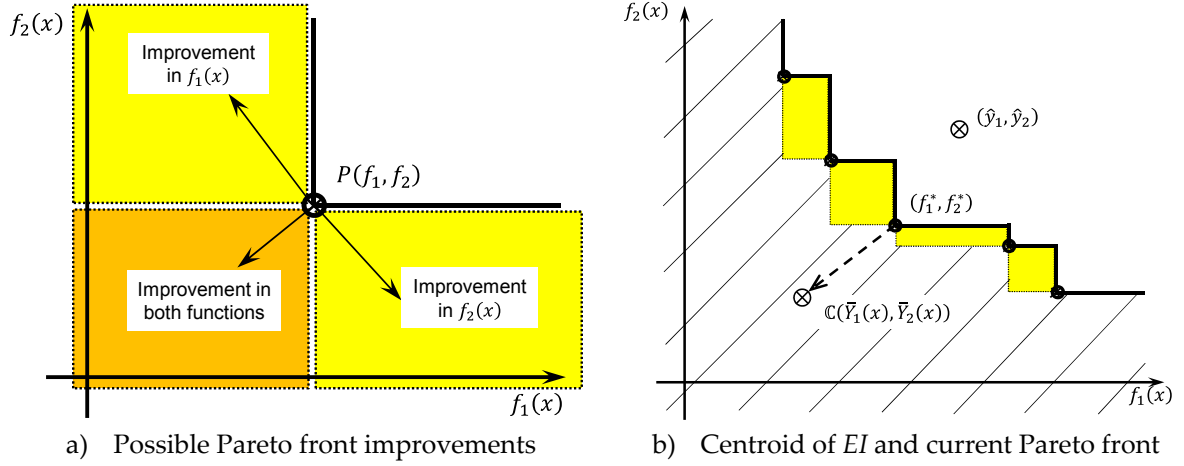 f₂(x)
Improvement
in f₁(x)
P(f₁, f₂)
Improvement in
both functions
Improvement
in f₂(x)
f₁(x)
a) Possible Pareto front improvements
f₂(x)
(ŷ₁, ŷ₂)
(f₁*, f₂*)
ℂ(Ȳ₁(x), Ȳ₂(x))
f₁(x)
b) Centroid of EI and current Pareto front